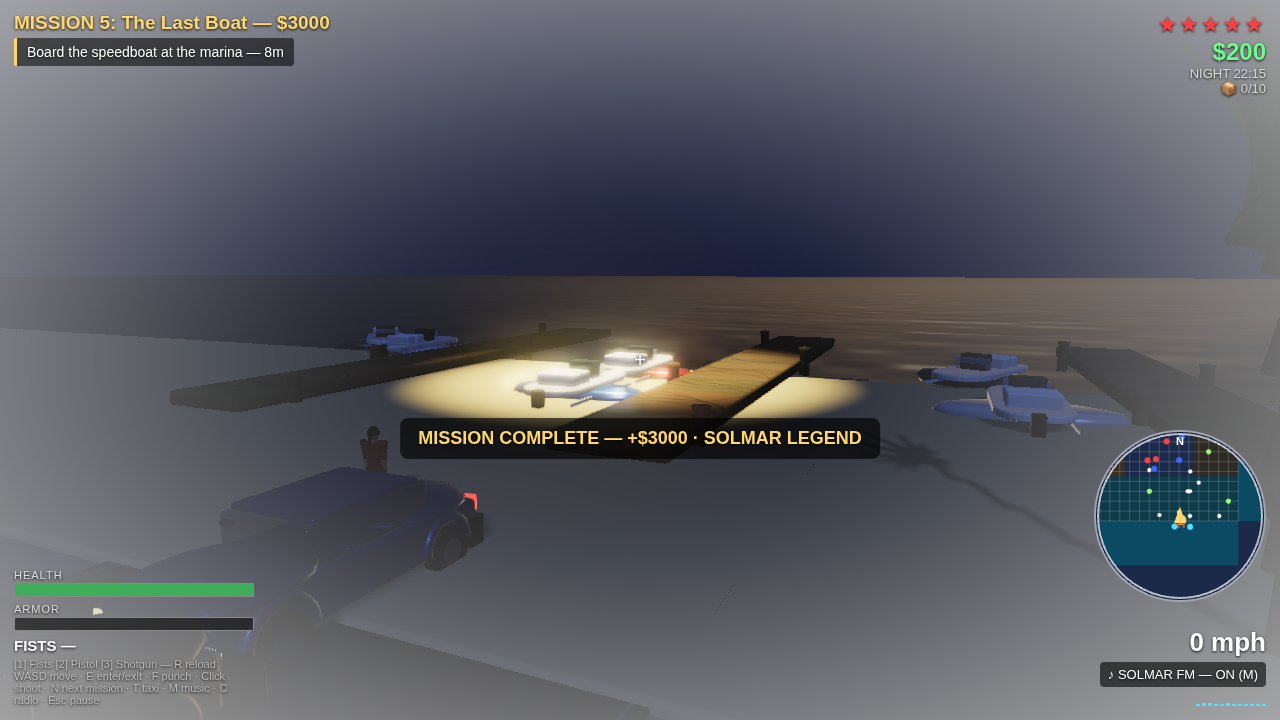 MISSION 5: The Last Boat — $3000
Board the speedboat at the marina — 8m
★ ★ ★ ★ ★
$200
NIGHT 22:15
📦 0/10
MISSION COMPLETE — +$3000 · SOLMAR LEGEND
N
HEALTH
ARMOR
FISTS —
[1] Fists [2] Pistol [3] Shotgun — R reload
WASD move · E enter/exit · F punch · Click
shoot · N next mission · T taxi · M music · C
radio · Esc pause
0 mph
♪ SOLMAR FM — ON (M)